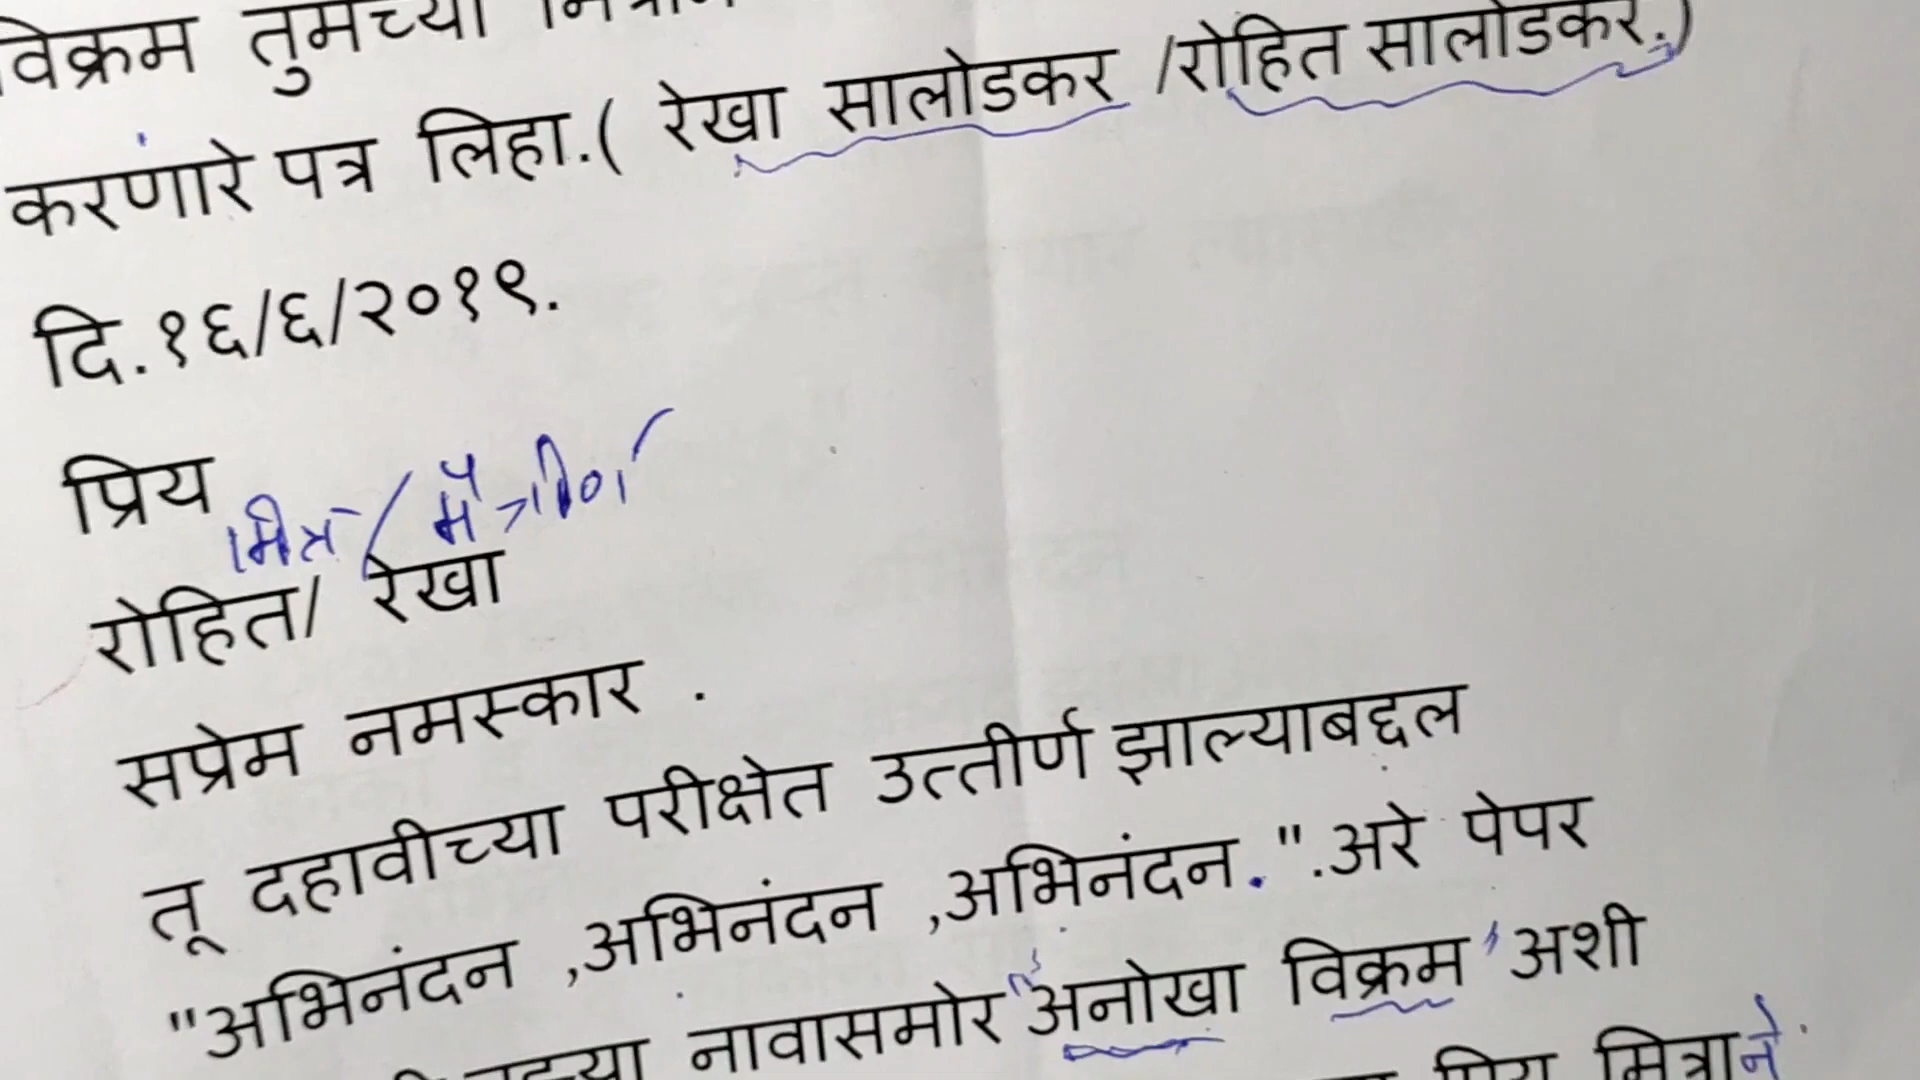 विक्रम तुमच्या
करणारे पत्र लिहा.( रेखा सालोडकर /रोहित सालोडकर.)
दि.१६/६/२०१९.
प्रिय
मित्र / मैत्रीण
रोहित/ रेखा
सप्रेम नमस्कार .
तू दहावीच्या परीक्षेत उत्तीर्ण झाल्याबद्दल
"अभिनंदन ,अभिनंदन ,अभिनंदन. ".अरे पेपर
नावासमोर "अनोखा विक्रम ' अशी
प्रिय मित्राने